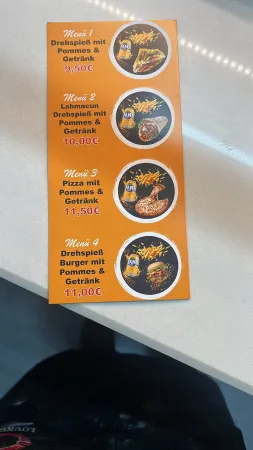 Menü 1
Drehspieß mit
Pommes &
Getränk
9,50€
Menü 2
Lahmacun
Drehspieß mit
Pommes &
Getränk
10,00€
Menü 3
Pizza mit
Pommes &
Getränk
11,50€
Menü 4
Drehspieß
Burger mit
Pommes &
Getränk
11,00€